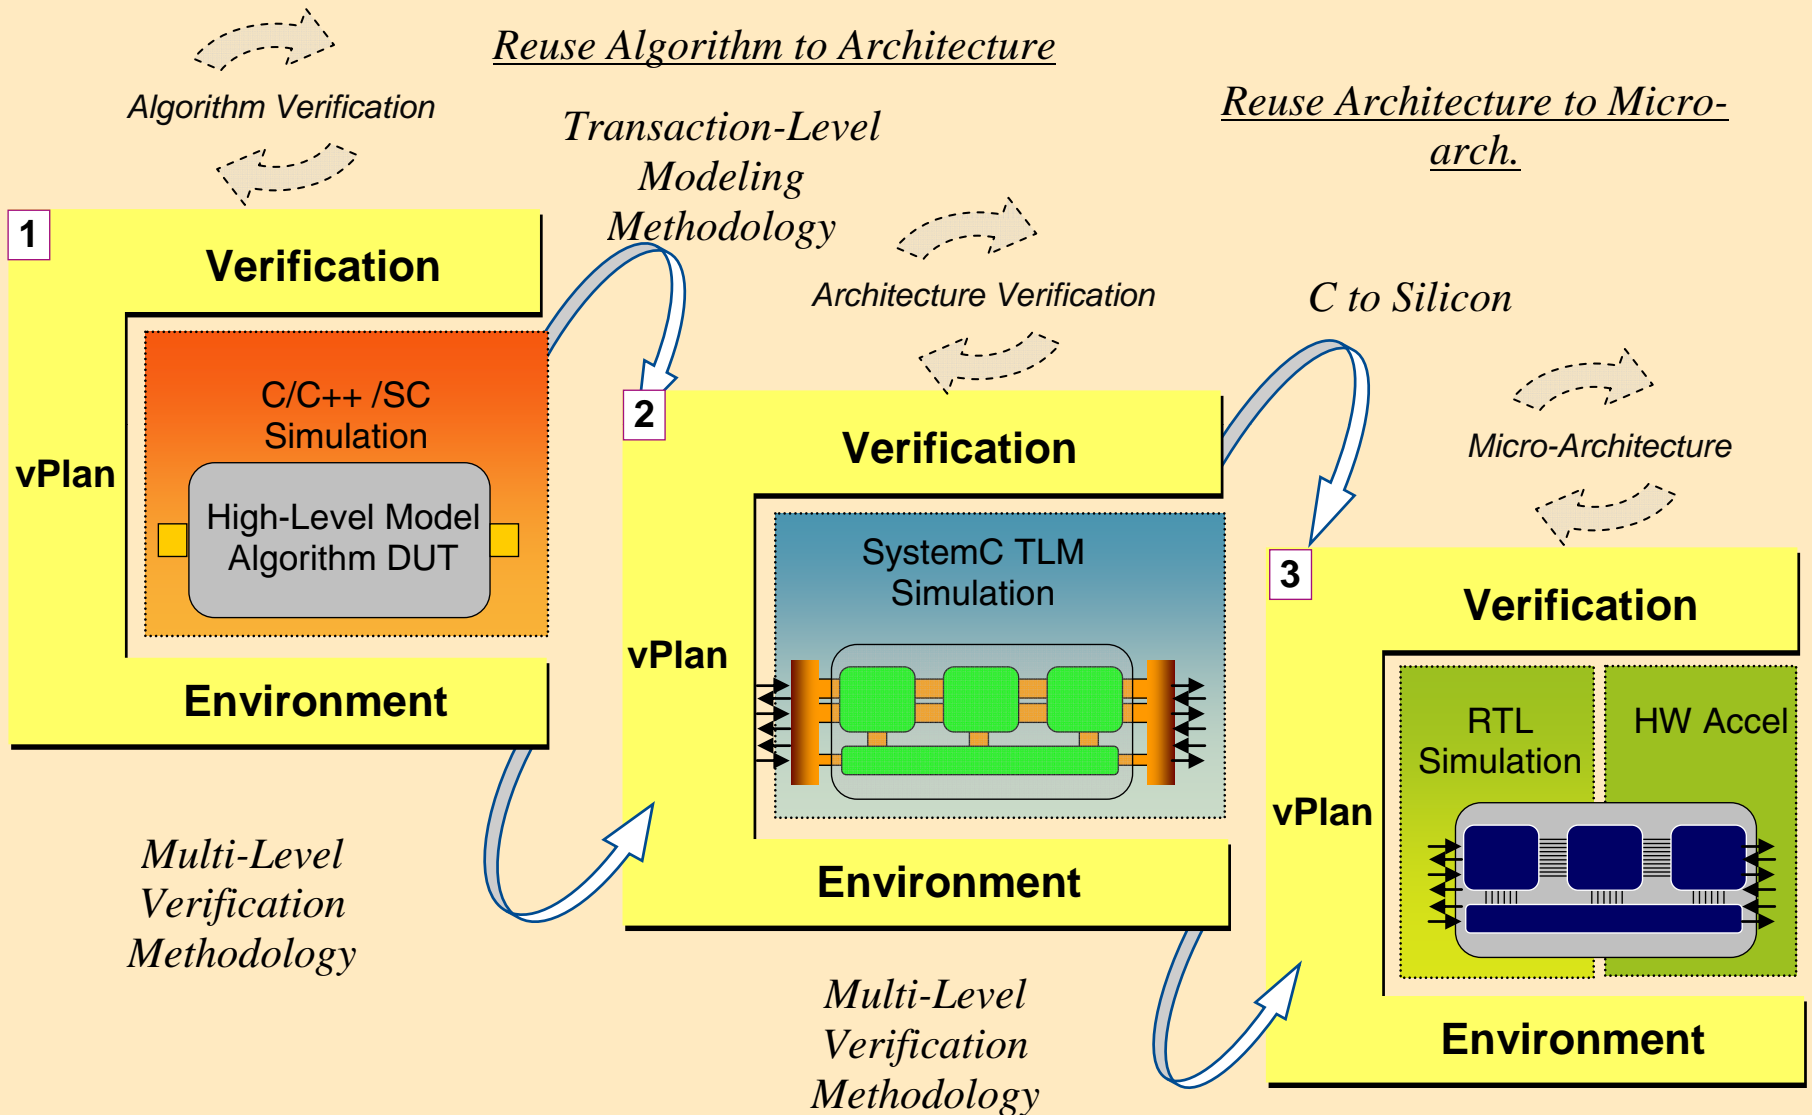 Reuse Algorithm to Architecture
Algorithm Verification
Transaction-Level
Modeling
Methodology
Reuse Architecture to Micro-
arch.
1
Verification
vPlan
C/C++ /SC
Simulation
High-Level Model
Algorithm DUT
Environment
Multi-Level
Verification
Methodology
Architecture Verification
C to Silicon
2
Verification
vPlan
SystemC TLM
Simulation
Environment
Multi-Level
Verification
Methodology
Micro-Architecture
3
Verification
vPlan
RTL
Simulation
HW Accel
Environment